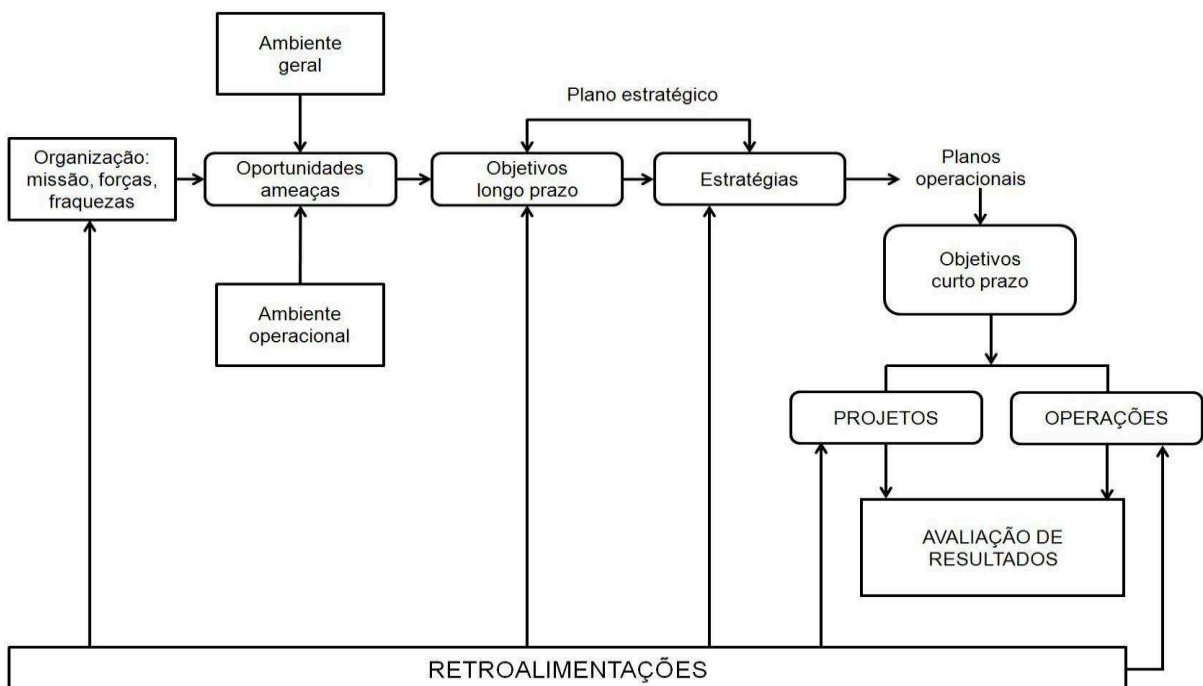 Ambiente
geral
Plano estratégico
Organização:
missão, forças,
fraquezas
Oportunidades
ameaças
Objetivos
longo prazo
Estratégias
Planos
operacionais
Ambiente
operacional
Objetivos
curto prazo
PROJETOS
OPERAÇÕES
AVALIAÇÃO DE
RESULTADOS
RETROALIMENTAÇÕES